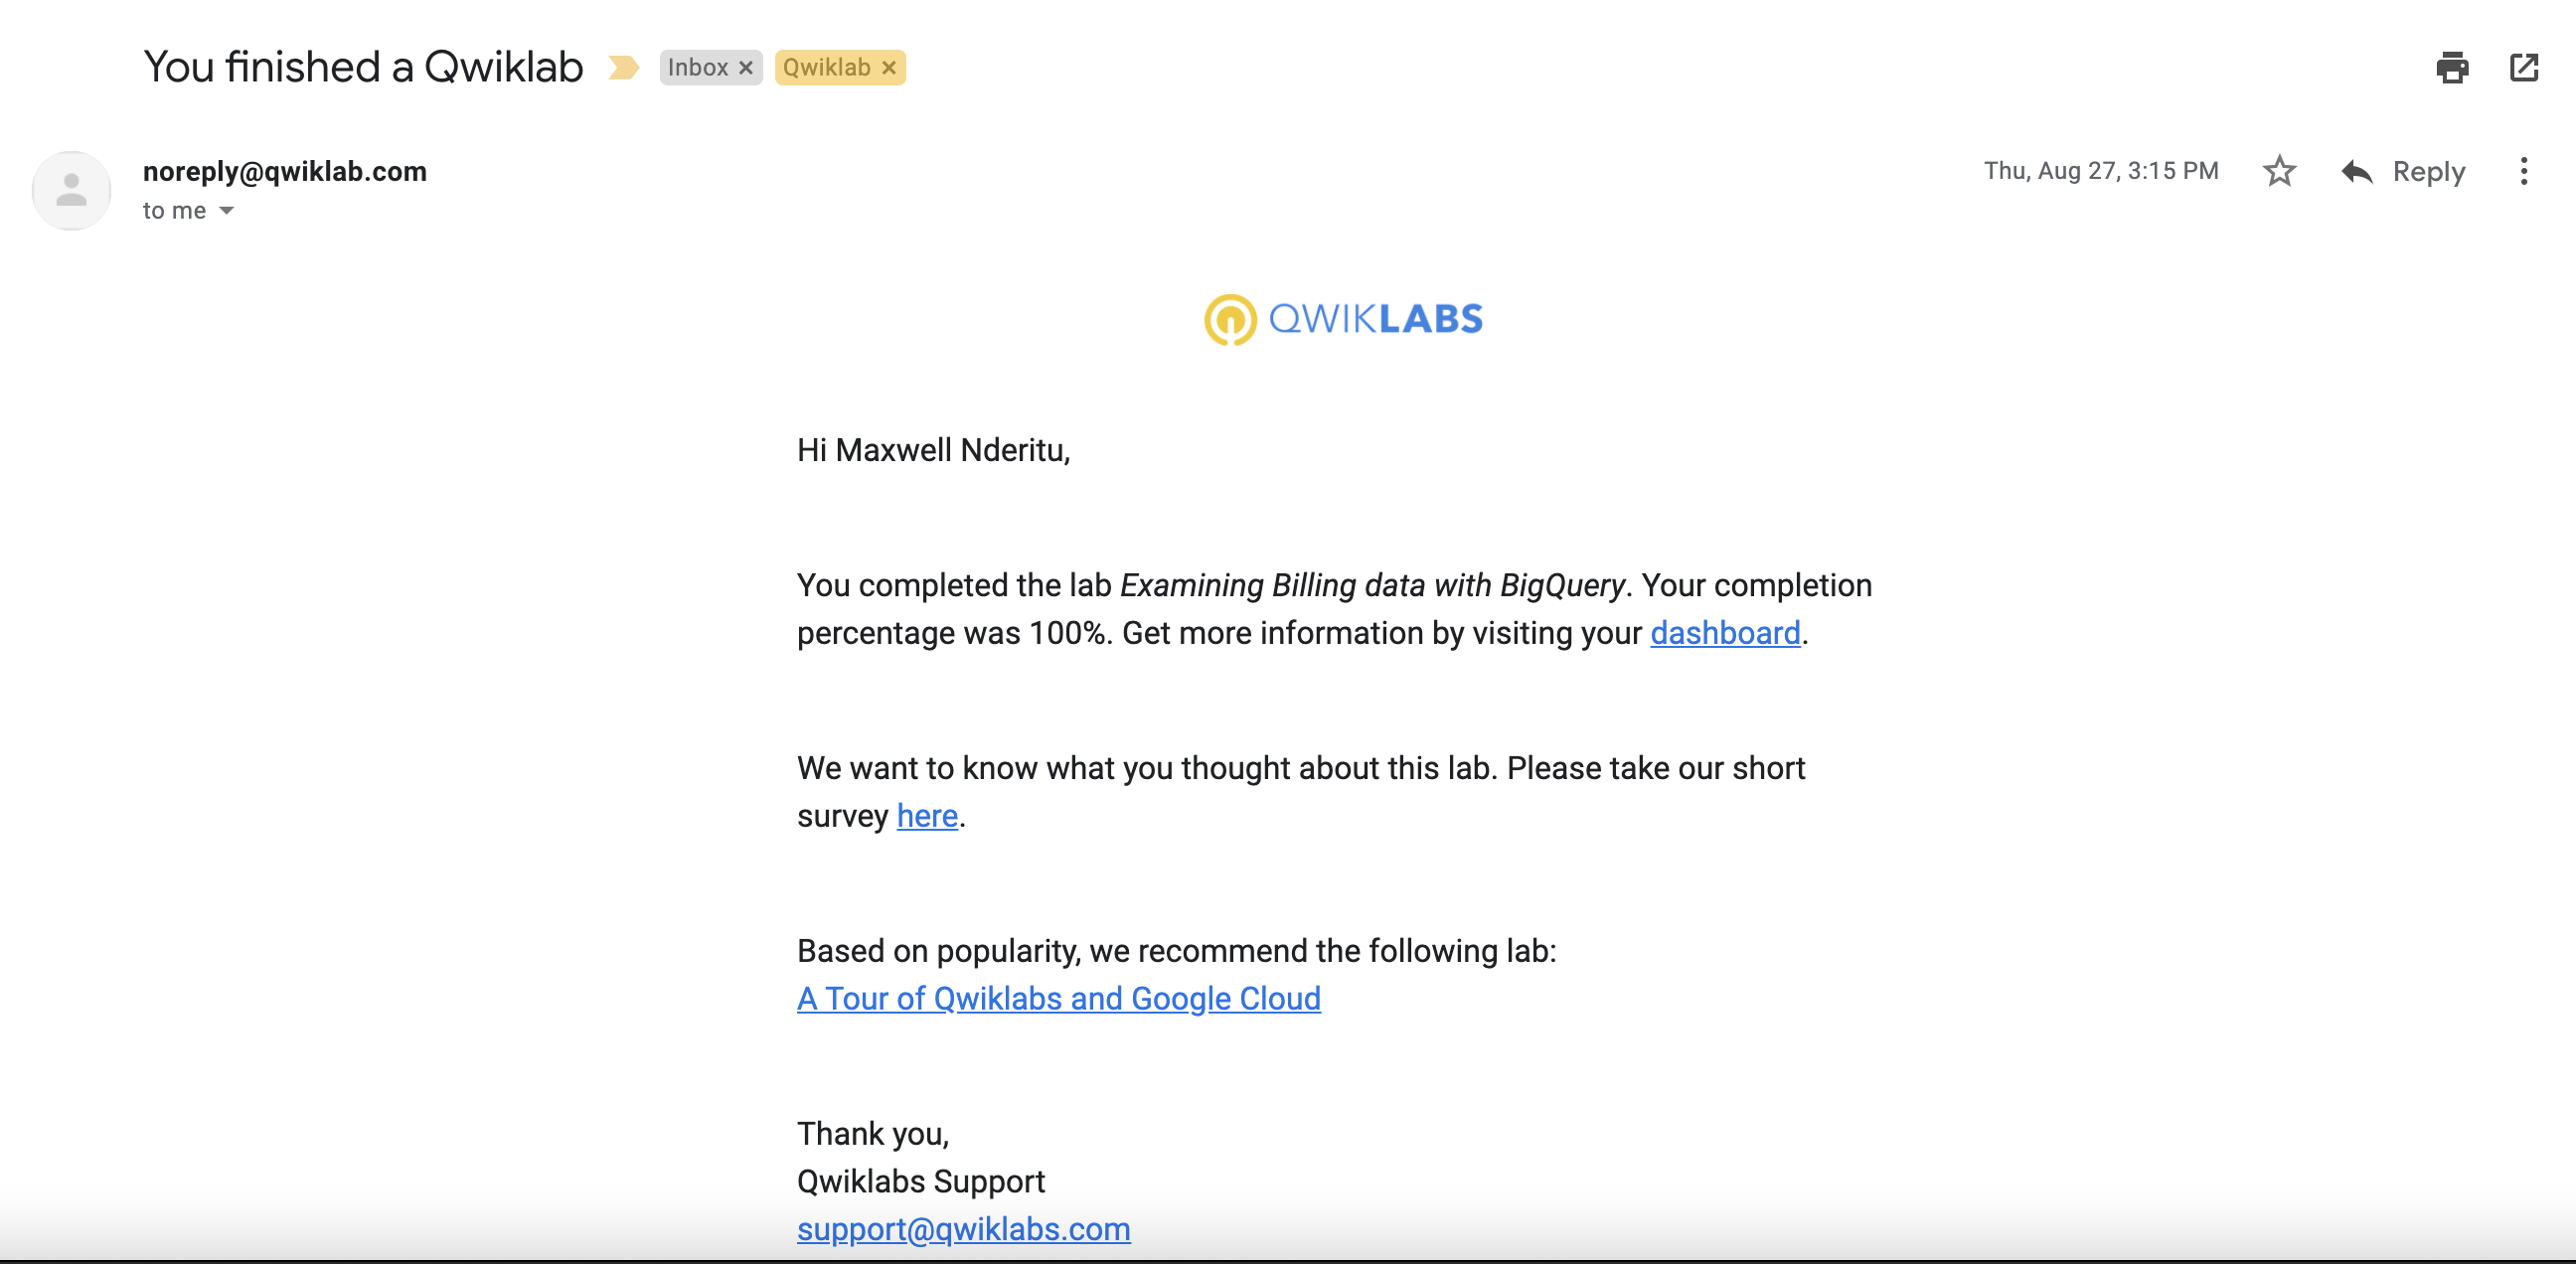 You finished a Qwiklab Inbox × Qwiklab ×
noreply@qwiklab.com Thu, Aug 27, 3:15 PM Reply
to me
QWIKLABS
Hi Maxwell Nderitu,
You completed the lab Examining Billing data with BigQuery. Your completion
percentage was 100%. Get more information by visiting your dashboard.
We want to know what you thought about this lab. Please take our short
survey here.
Based on popularity, we recommend the following lab:
A Tour of Qwiklabs and Google Cloud
Thank you,
Qwiklabs Support
support@qwiklabs.com